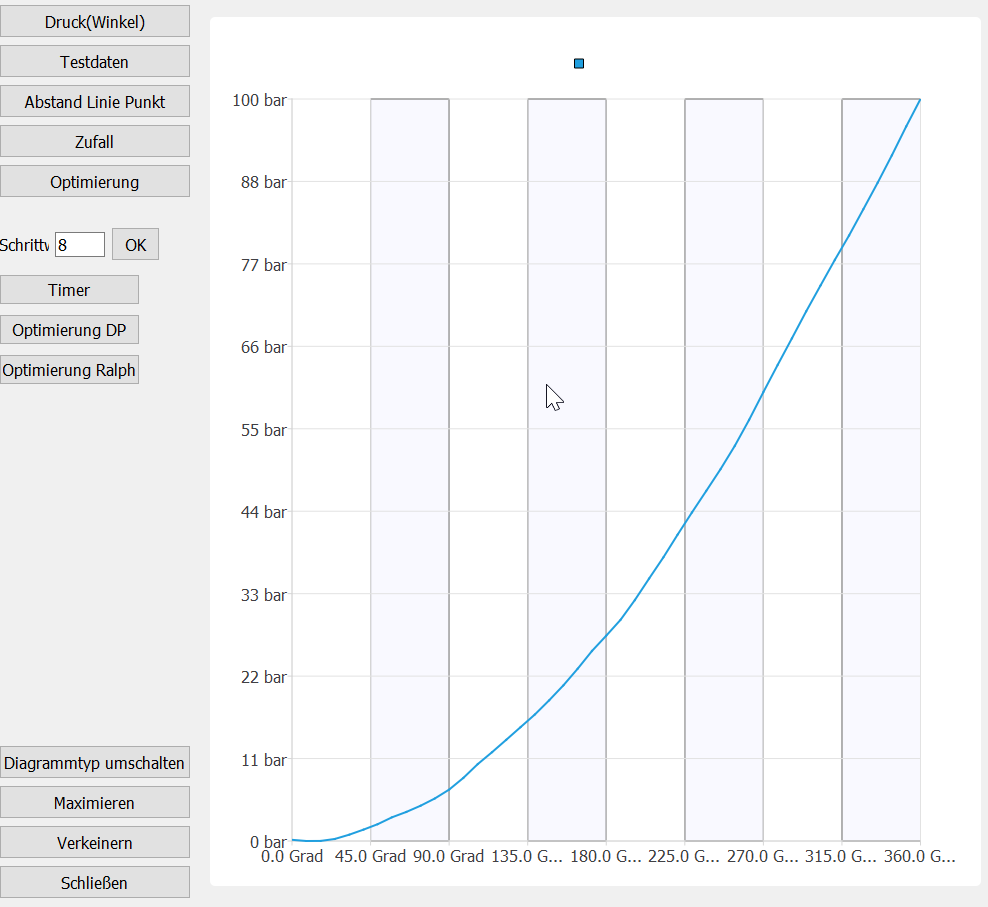 Druck(Winkel)
Testdaten
Abstand Linie Punkt
Zufall
Optimierung
Schrittv 8 OK
Timer
Optimierung DP
Optimierung Ralph
Diagrammtyp umschalten
Maximieren
Verkeinern
Schließen
100 bar
88 bar
77 bar
66 bar
55 bar
44 bar
33 bar
22 bar
11 bar
0 bar
0.0 Grad 45.0 Grad 90.0 Grad 135.0 G... 180.0 G... 225.0 G... 270.0 G... 315.0 G... 360.0 G...